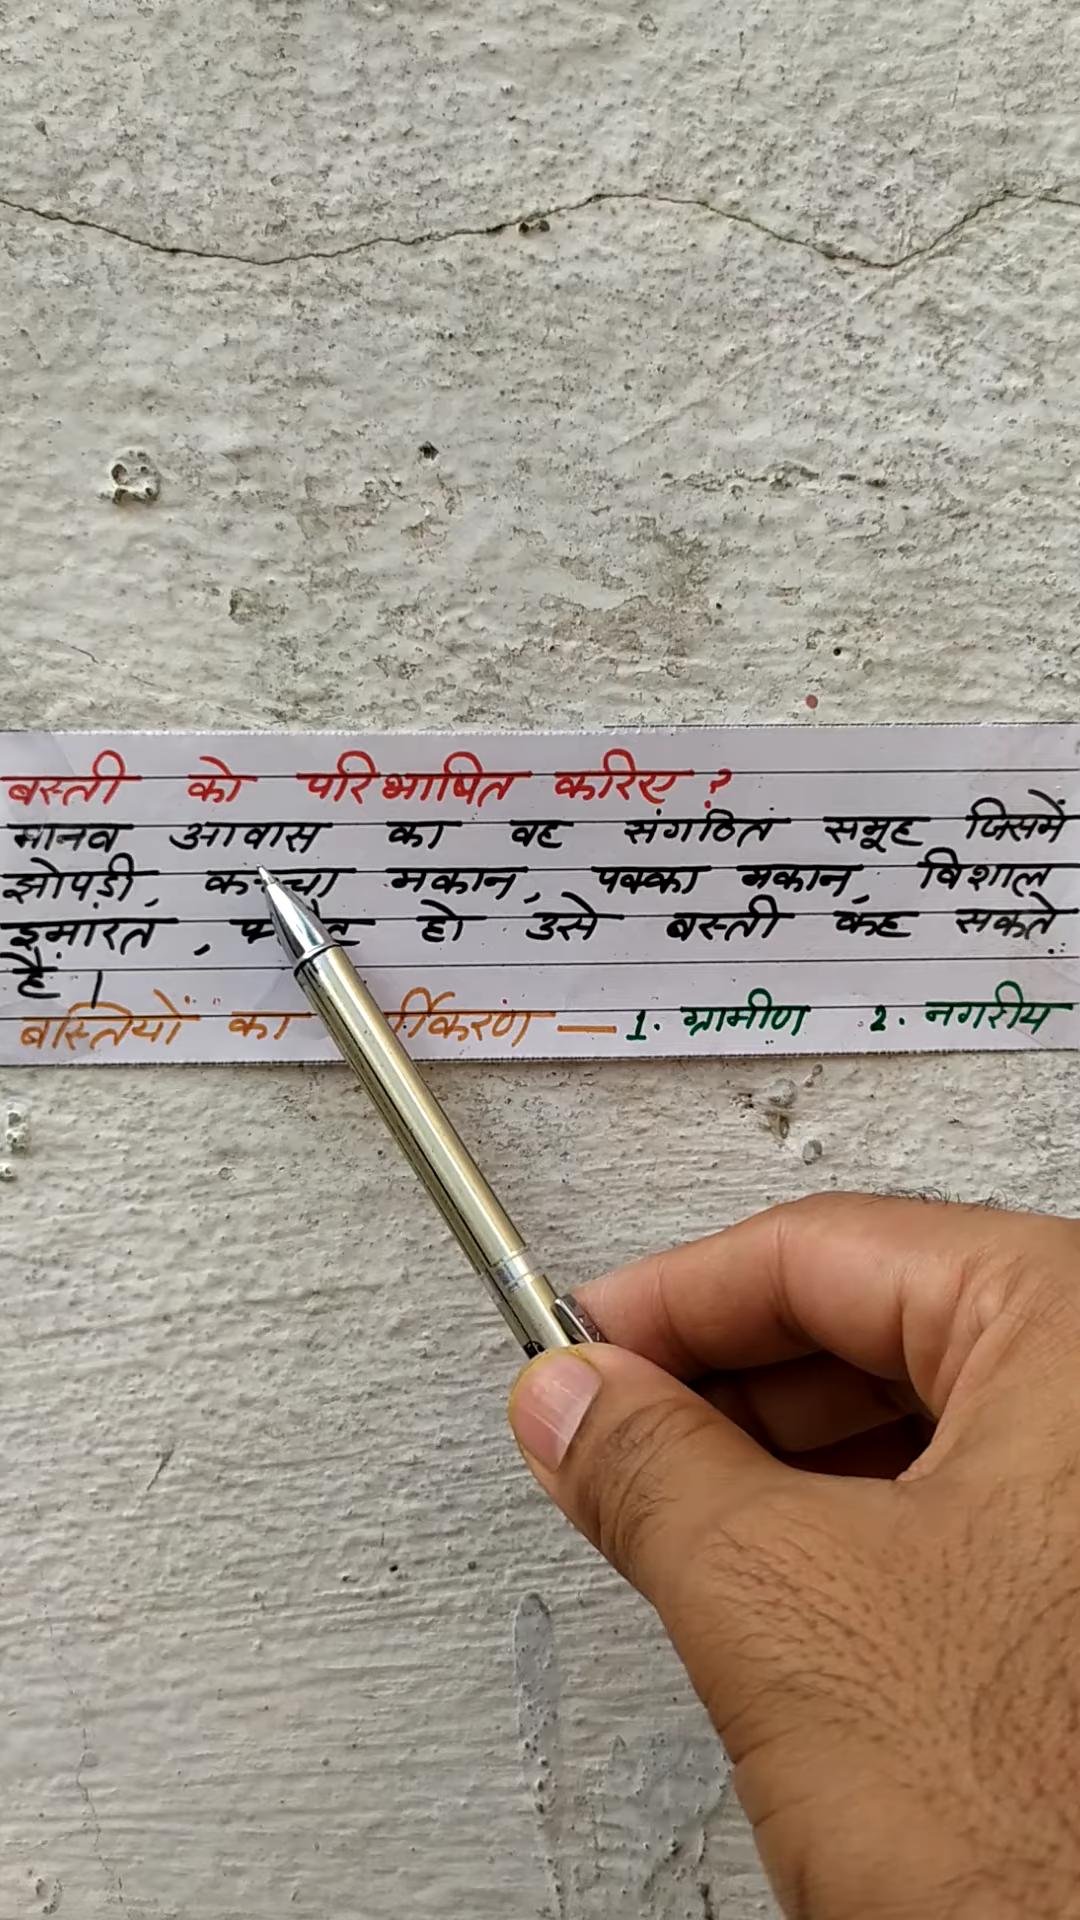 बस्ती को परिभाषित करिए ?
मानव आवास का वह संगठित समूह जिसमें
झोपड़ी, कच्चा मकान, पक्का मकान, विशाल
इमारत , हो उसे बस्ती कह सकते
हैं ।
बस्तियों का — 1. ग्रामीण 2. नगरीय